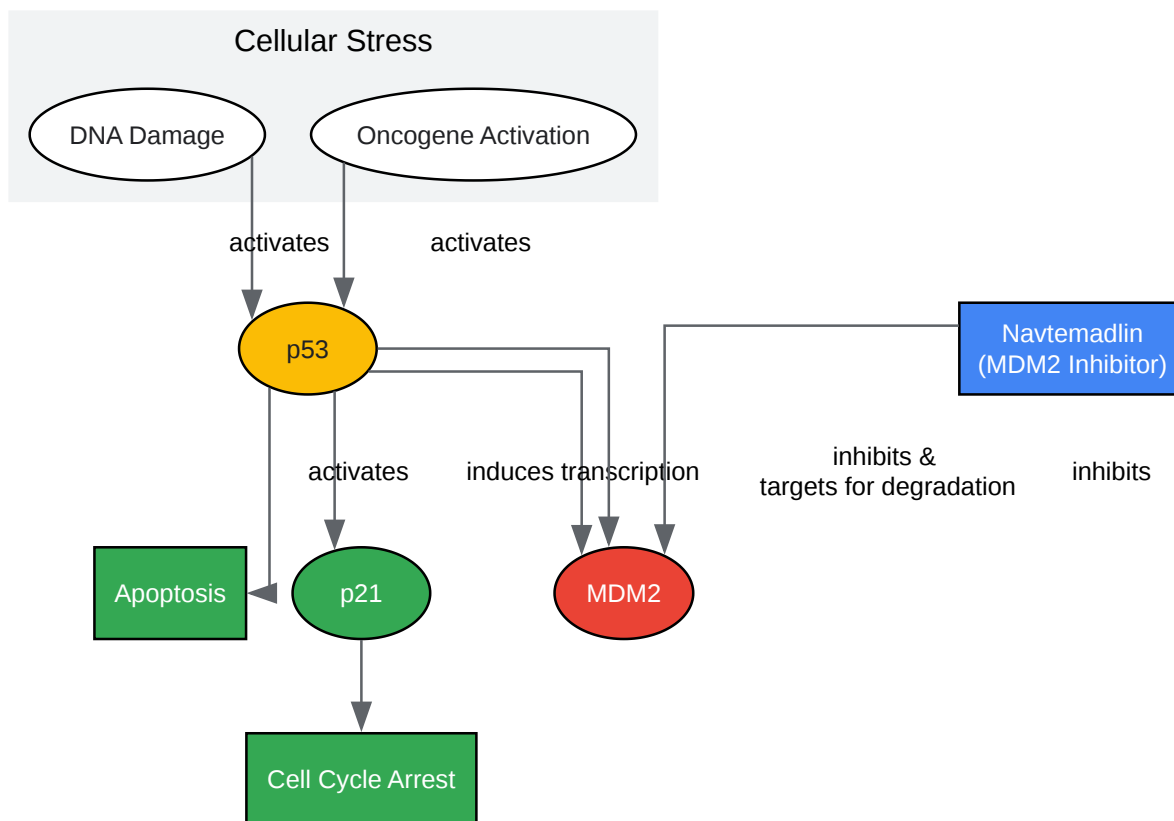 Cellular Stress
DNA Damage
Oncogene Activation
activates
activates
p53
Navtemadlin
(MDM2 Inhibitor)
activates
induces transcription
inhibits &
targets for degradation
inhibits
Apoptosis
p21
MDM2
Cell Cycle Arrest